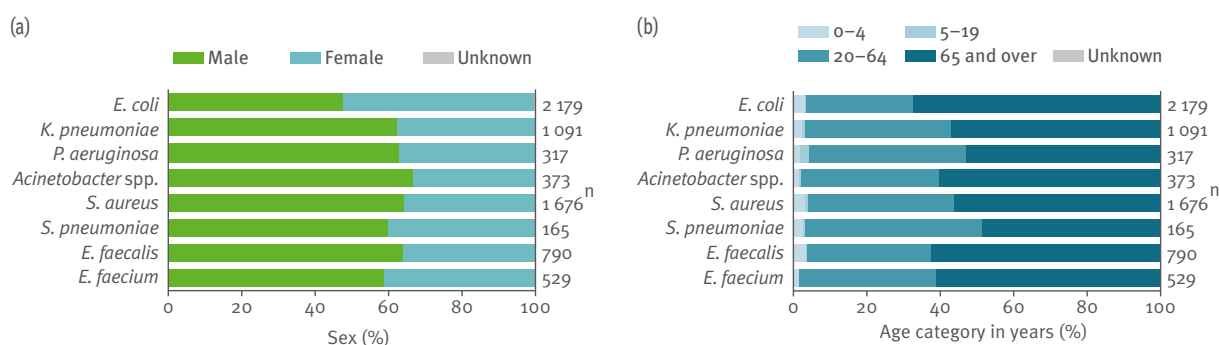 (a)
Male Female Unknown
E. coli 2 179
K. pneumoniae 1 091
P. aeruginosa 317
Acinetobacter spp. 373
n
S. aureus 1 676
S. pneumoniae 165
E. faecalis 790
E. faecium 529
0 20 40 60 80 100
Sex (%)
(b)
0–4 5–19
20–64 65 and over Unknown
E. coli 2 179
K. pneumoniae 1 091
P. aeruginosa 317
Acinetobacter spp. 373
n
S. aureus 1 676
S. pneumoniae 165
E. faecalis 790
E. faecium 529
0 20 40 60 80 100
Age category in years (%)